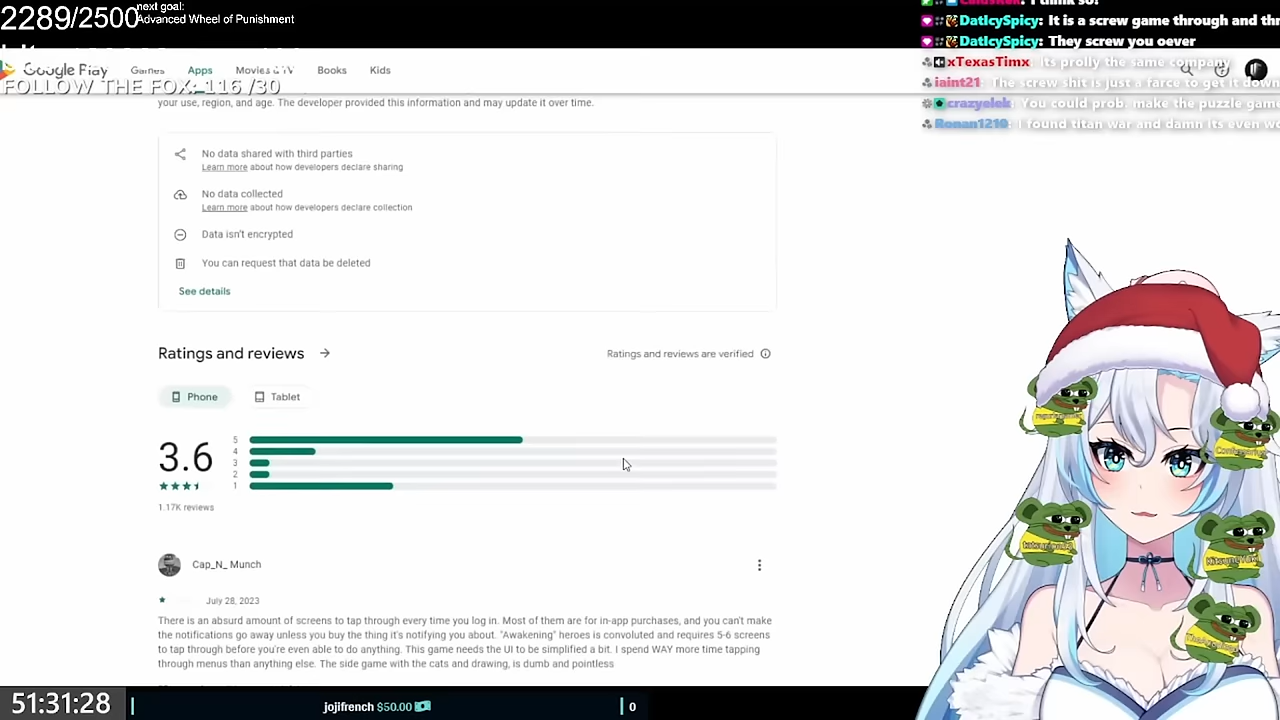 2289/2500
next goal:
Advanced Wheel of Punishment
Google Play
Games
Apps
Movies & TV
Books
Kids
FOLLOW THE FOX: 116/30
I think so!
DatIcySpicy: It is a screw game through and thr
DatIcySpicy: They screw you oever
xTexasTimx: Its prolly the same company
iaint21: The screw shit is just a farce to get it down
crazyelek: You could prob. make the puzzle game
Ronan1210: I found titan war and damn its even wo
your use, region, and age. The developer provided this information and may update it over time.
No data shared with third parties
Learn more about how developers declare sharing
No data collected
Learn more about how developers declare collection
Data isn't encrypted
You can request that data be deleted
See details
Ratings and reviews
Ratings and reviews are verified
Phone
Tablet
3.6
5
4
3
2
1
1.17K reviews
Cap_N_ Munch
July 28, 2023
There is an absurd amount of screens to tap through every time you log in. Most of them are for in-app purchases, and you can't make
the notifications go away unless you buy the thing it's notifying you about. "Awakening" heroes is convoluted and requires 5-6 screens
to tap through before you're even able to do anything. This game needs the UI to be simplified a bit. I spend WAY more time tapping
through menus than anything else. The side game with the cats and drawing, is dumb and pointless
51:31:28
jojifrench $50.00
0